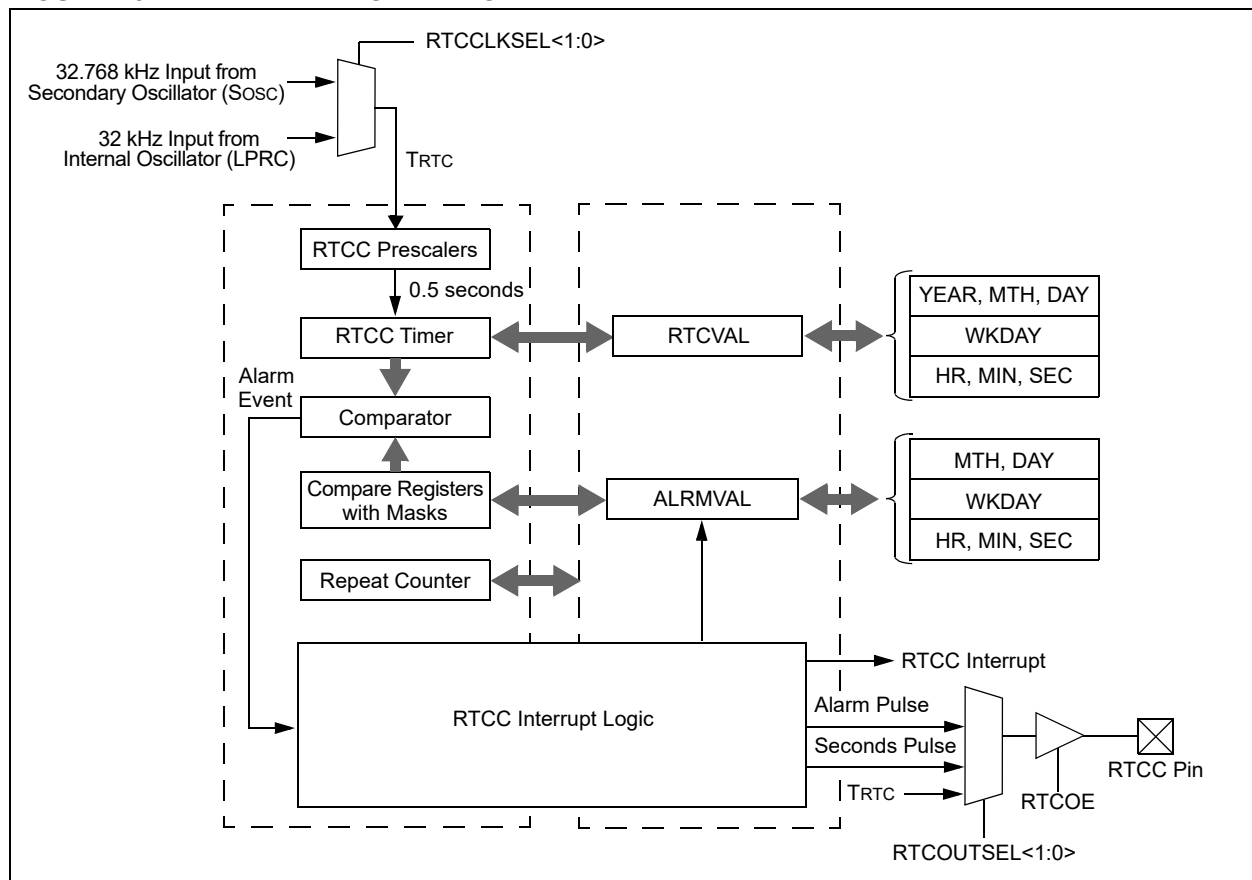 RTCCLKSEL<1:0>
32.768 kHz Input from
Secondary Oscillator (SOSC)
32 kHz Input from
Internal Oscillator (LPRC)
TRTC
RTCC Prescalers
0.5 seconds
RTCC Timer
RTCVAL
YEAR, MTH, DAY
WKDAY
HR, MIN, SEC
Alarm
Event
Comparator
Compare Registers
with Masks
ALRMVAL
MTH, DAY
WKDAY
HR, MIN, SEC
Repeat Counter
RTCC Interrupt Logic
RTCC Interrupt
Alarm Pulse
Seconds Pulse
TRTC
RTCC Pin
RTCOE
RTCOUTSEL<1:0>